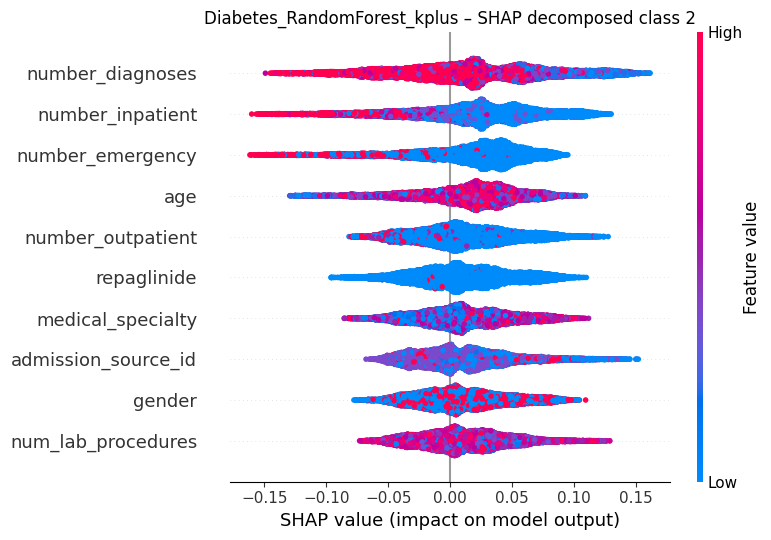 Diabetes_RandomForest_kplus – SHAP decomposed class 2
High
number_diagnoses
number_inpatient
number_emergency
age
number_outpatient
repaglinide
medical_specialty
admission_source_id
gender
num_lab_procedures
Feature value
Low
−0.15 −0.10 −0.05 0.00 0.05 0.10 0.15
SHAP value (impact on model output)